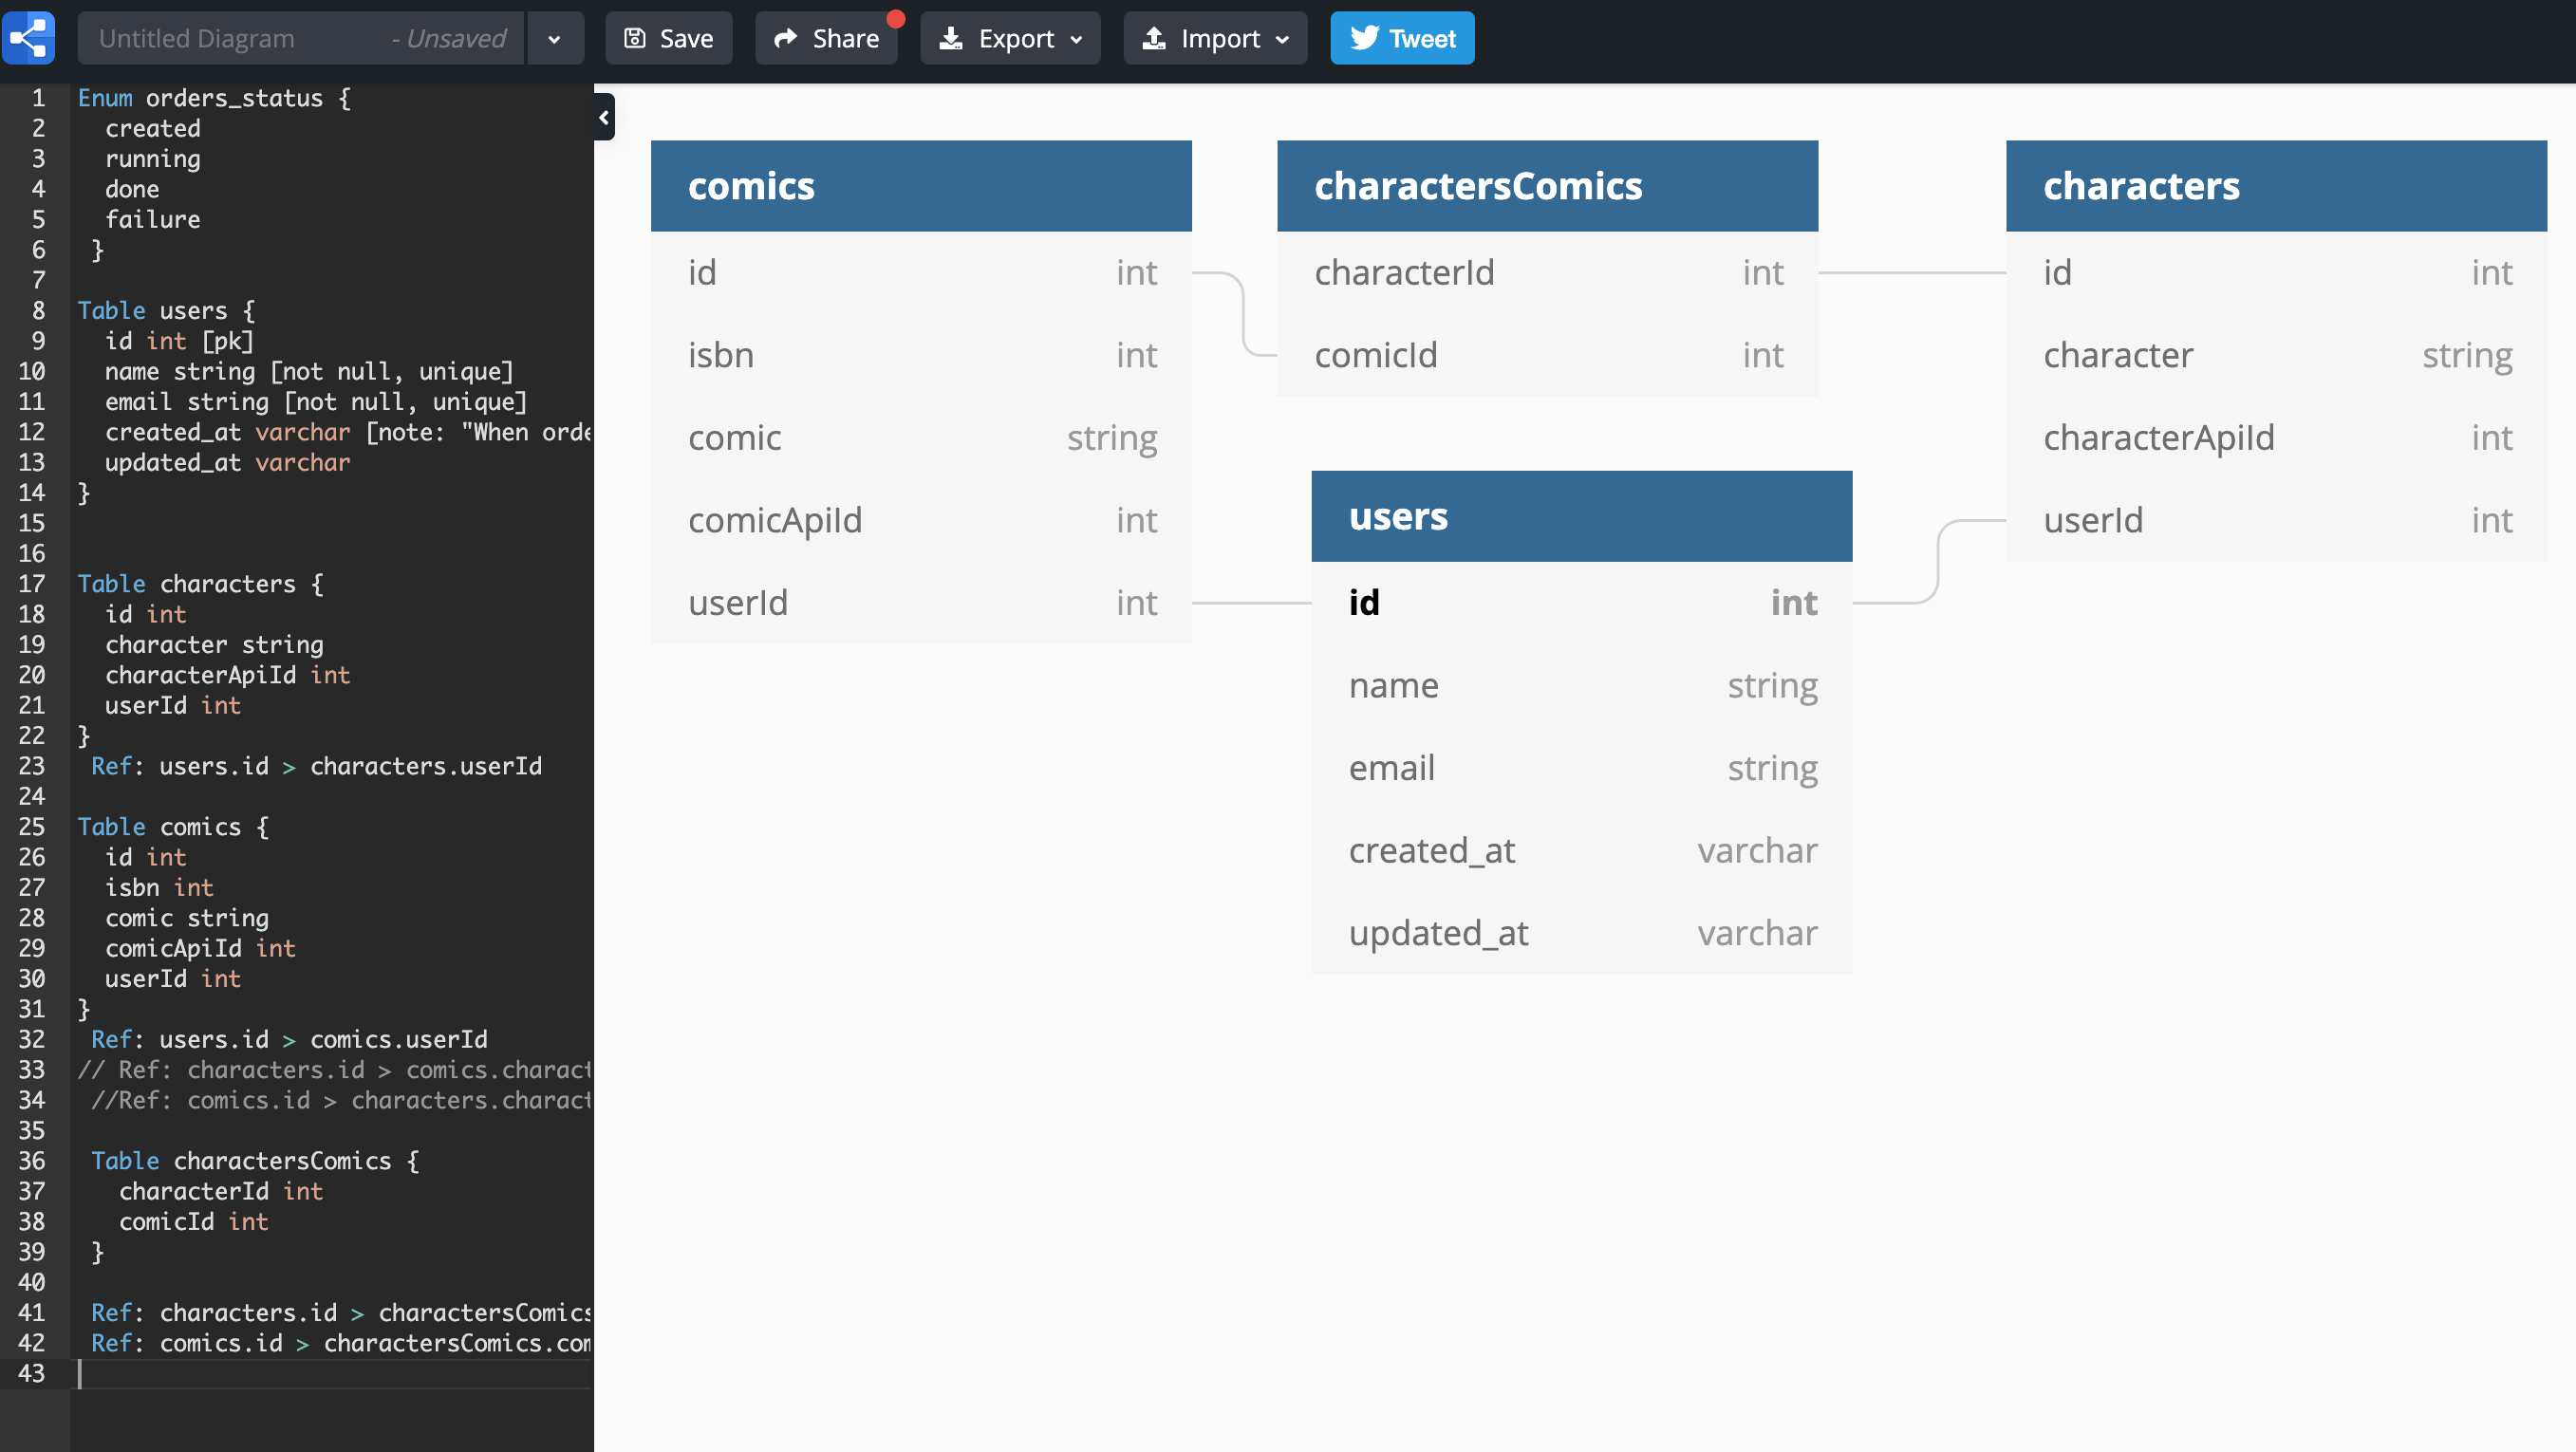 Untitled Diagram - Unsaved Save Share Export Import Tweet
1 Enum orders_status {
2 created
3 running
4 done
5 failure
6 }
7
8 Table users {
9 id int [pk]
10 name string [not null, unique]
11 email string [not null, unique]
12 created_at varchar [note: "When orde
13 updated_at varchar
14 }
15
16
17 Table characters {
18 id int
19 character string
20 characterApiId int
21 userId int
22 }
23 Ref: users.id > characters.userId
24
25 Table comics {
26 id int
27 isbn int
28 comic string
29 comicApiId int
30 userId int
31 }
32 Ref: users.id > comics.userId
33 // Ref: characters.id > comics.charact
34 //Ref: comics.id > characters.charact
35
36 Table charactersComics {
37 characterId int
38 comicId int
39 }
40
41 Ref: characters.id > charactersComics
42 Ref: comics.id > charactersComics.com
43
comics
id int
isbn int
comic string
comicApiId int
userId int
charactersComics
characterId int
comicId int
users
id int
name string
email string
created_at varchar
updated_at varchar
characters
id int
character string
characterApiId int
userId int